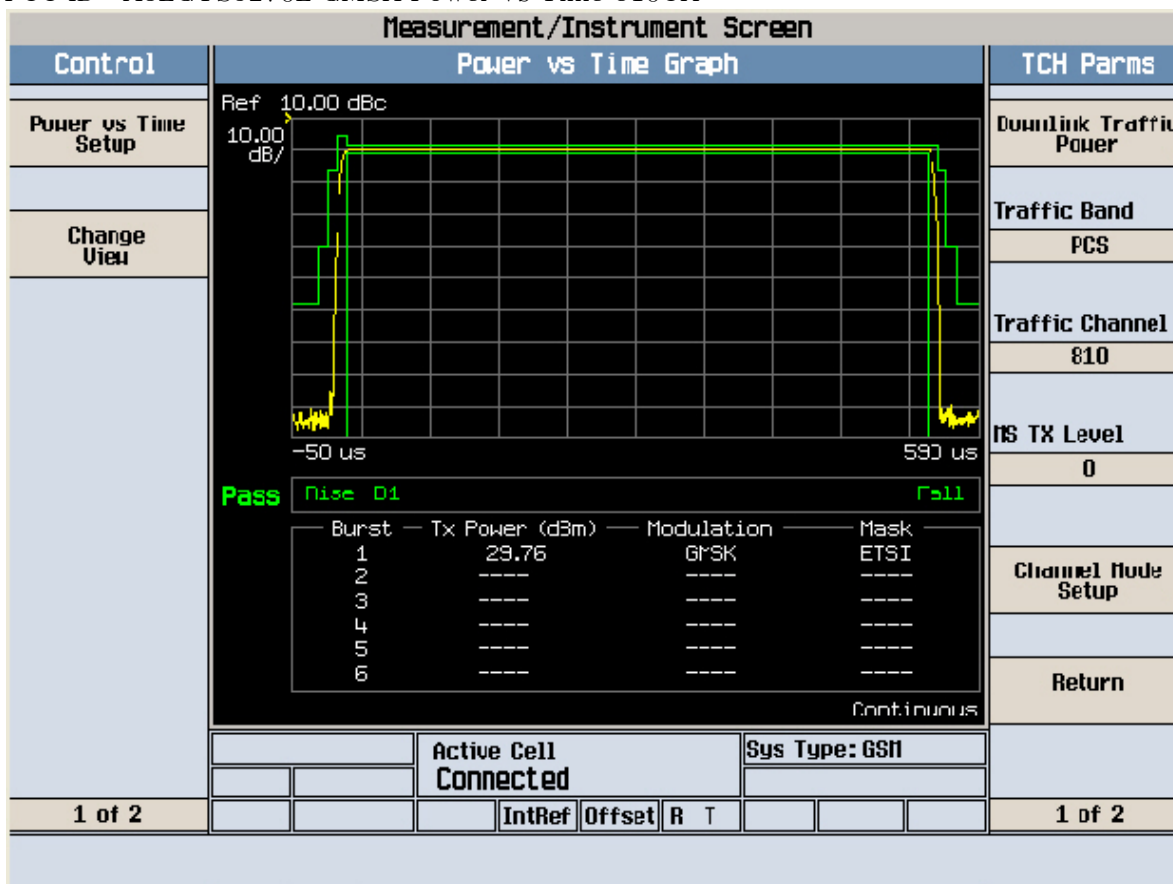 Measurement/Instrument Screen
Control
Power vs Time Graph
TCH Parms
Power vs Time
Setup
Change
View
1 of 2
Ref 10.00 dBc
10.00
dB/
-50 us
590 us
Pass Rise D1 Fall
Burst Tx Power (dBm) Modulation Mask
1 29.76 GMSK ETSI
2 ---- ---- ----
3 ---- ---- ----
4 ---- ---- ----
5 ---- ---- ----
6 ---- ---- ----
Continuous
Active Cell
Connected
Sys Type: GSM
IntRef Offset R T
Downlink Traffic
Power
Traffic Band
PCS
Traffic Channel
810
MS TX Level
0
Channel Mode
Setup
Return
1 of 2